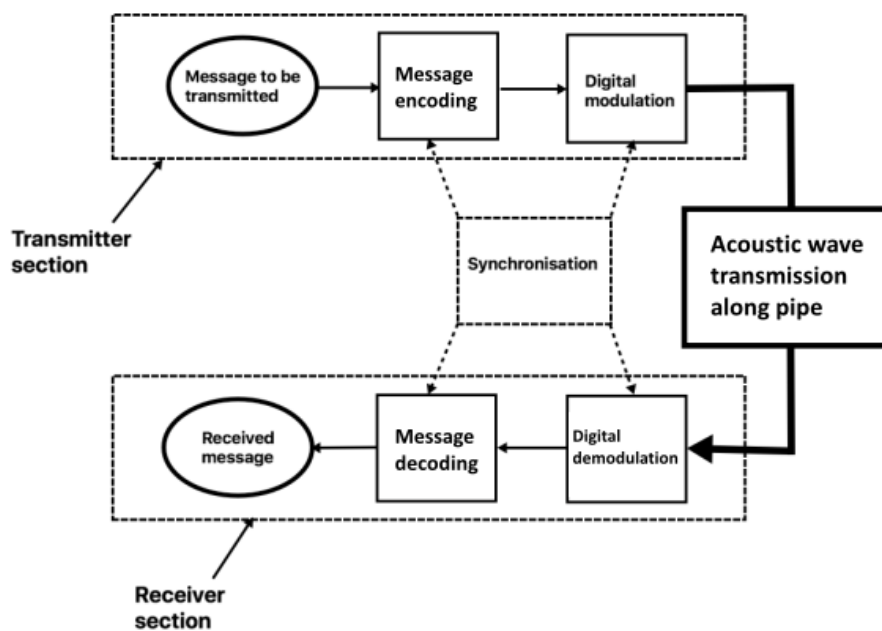 Message to be
transmitted
Message
encoding
Digital
modulation
Transmitter
section
Synchronisation
Acoustic wave
transmission
along pipe
Received
message
Message
decoding
Digital
demodulation
Receiver
section